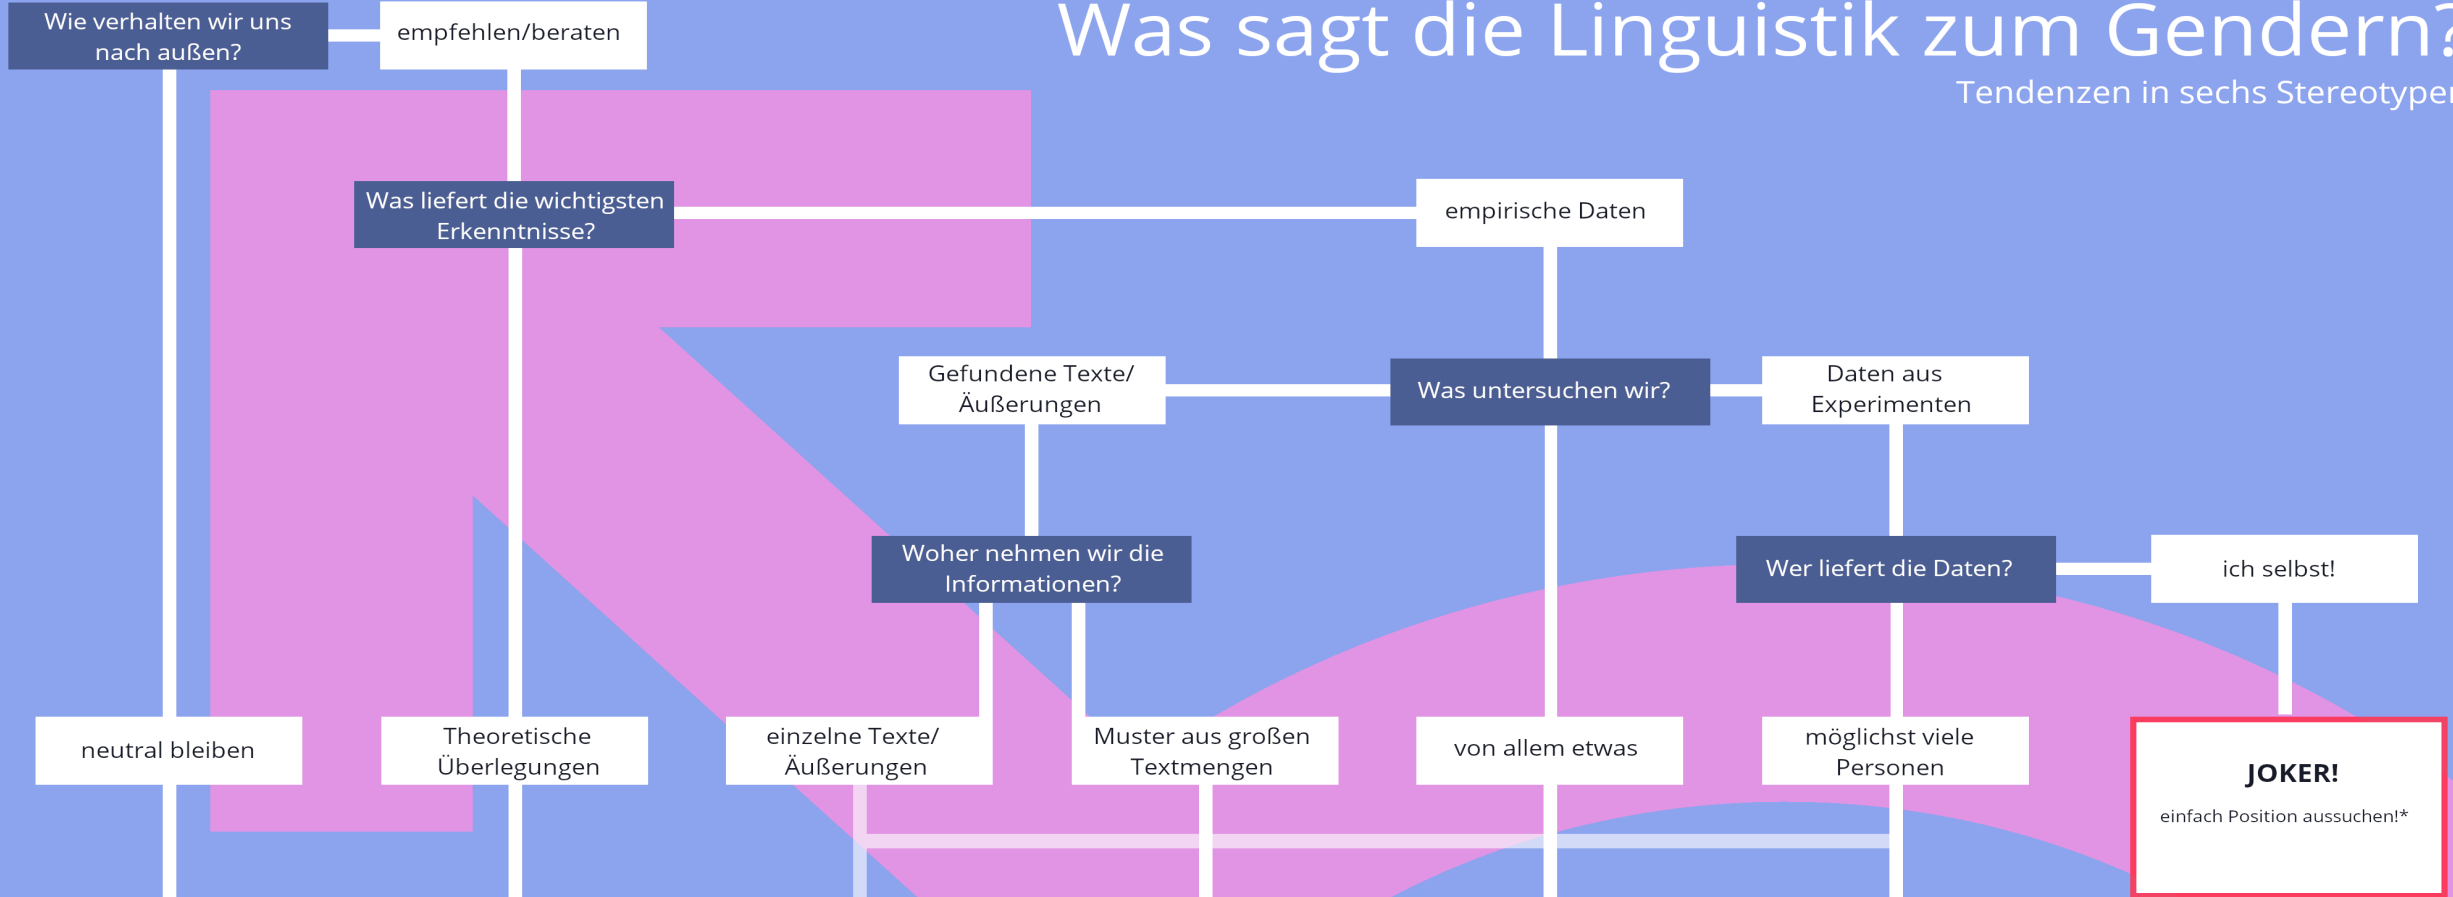 Was sagt die Linguistik zum Gendern?
Tendenzen in sechs Stereotypen
Wie verhalten wir uns
nach außen?
empfehlen/beraten
Was liefert die wichtigsten
Erkenntnisse?
empirische Daten
Gefundene Texte/
Äußerungen
Was untersuchen wir?
Daten aus
Experimenten
Woher nehmen wir die
Informationen?
Wer liefert die Daten?
ich selbst!
neutral bleiben
Theoretische
Überlegungen
einzelne Texte/
Äußerungen
Muster aus großen
Textmengen
von allem etwas
möglichst viele
Personen
JOKER!
einfach Position aussuchen!*